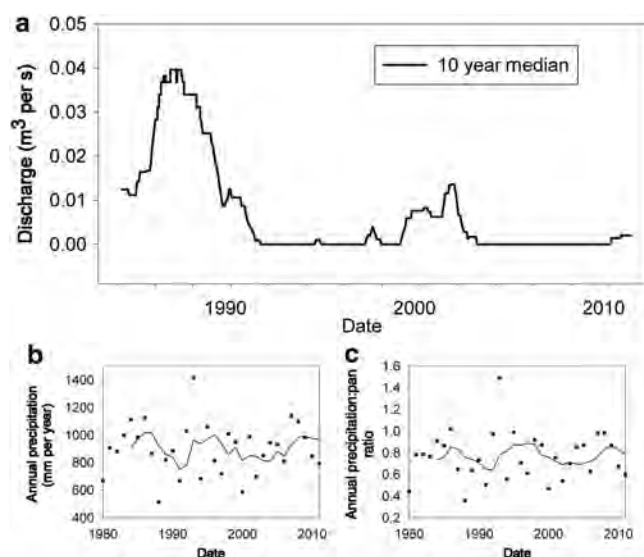 a
0.05
0.04
0.03
0.02
0.01
0.00
Discharge (m³ per s)
10 year median
1990
2000
2010
Date
b
1400
1200
1000
800
600
400
Annual precipitation
(mm per year)
1980
1990
2000
2010
Date
c
1.6
1.4
1.2
1.0
0.8
0.6
0.4
0.2
Annual precipitation:pan
ratio
1980
1990
2000
2010
Date